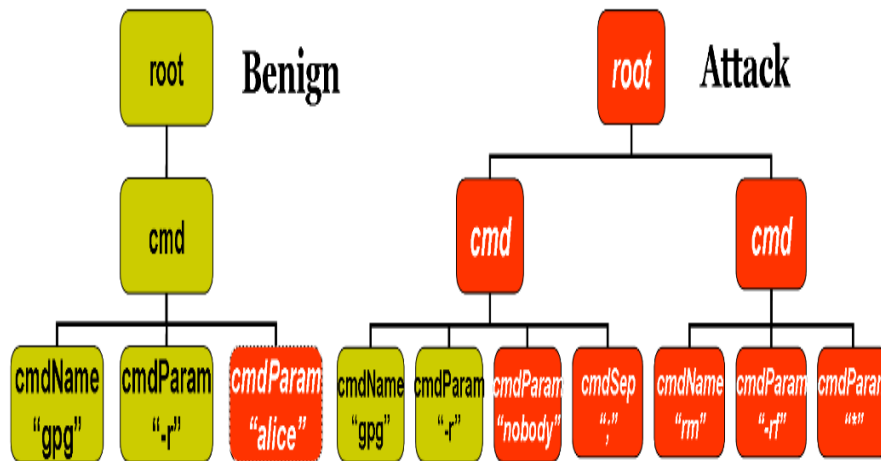 root
Benign
cmd
cmdName
“gpg”
cmdParam
“-r”
cmdParam
“alice”
root
Attack
cmd
cmd
cmdName
“gpg”
cmdParam
“-r”
cmdParam
“nobody”
cmdSep
“;”
cmdName
“rm”
cmdParam
“-rf”
cmdParam
“*”